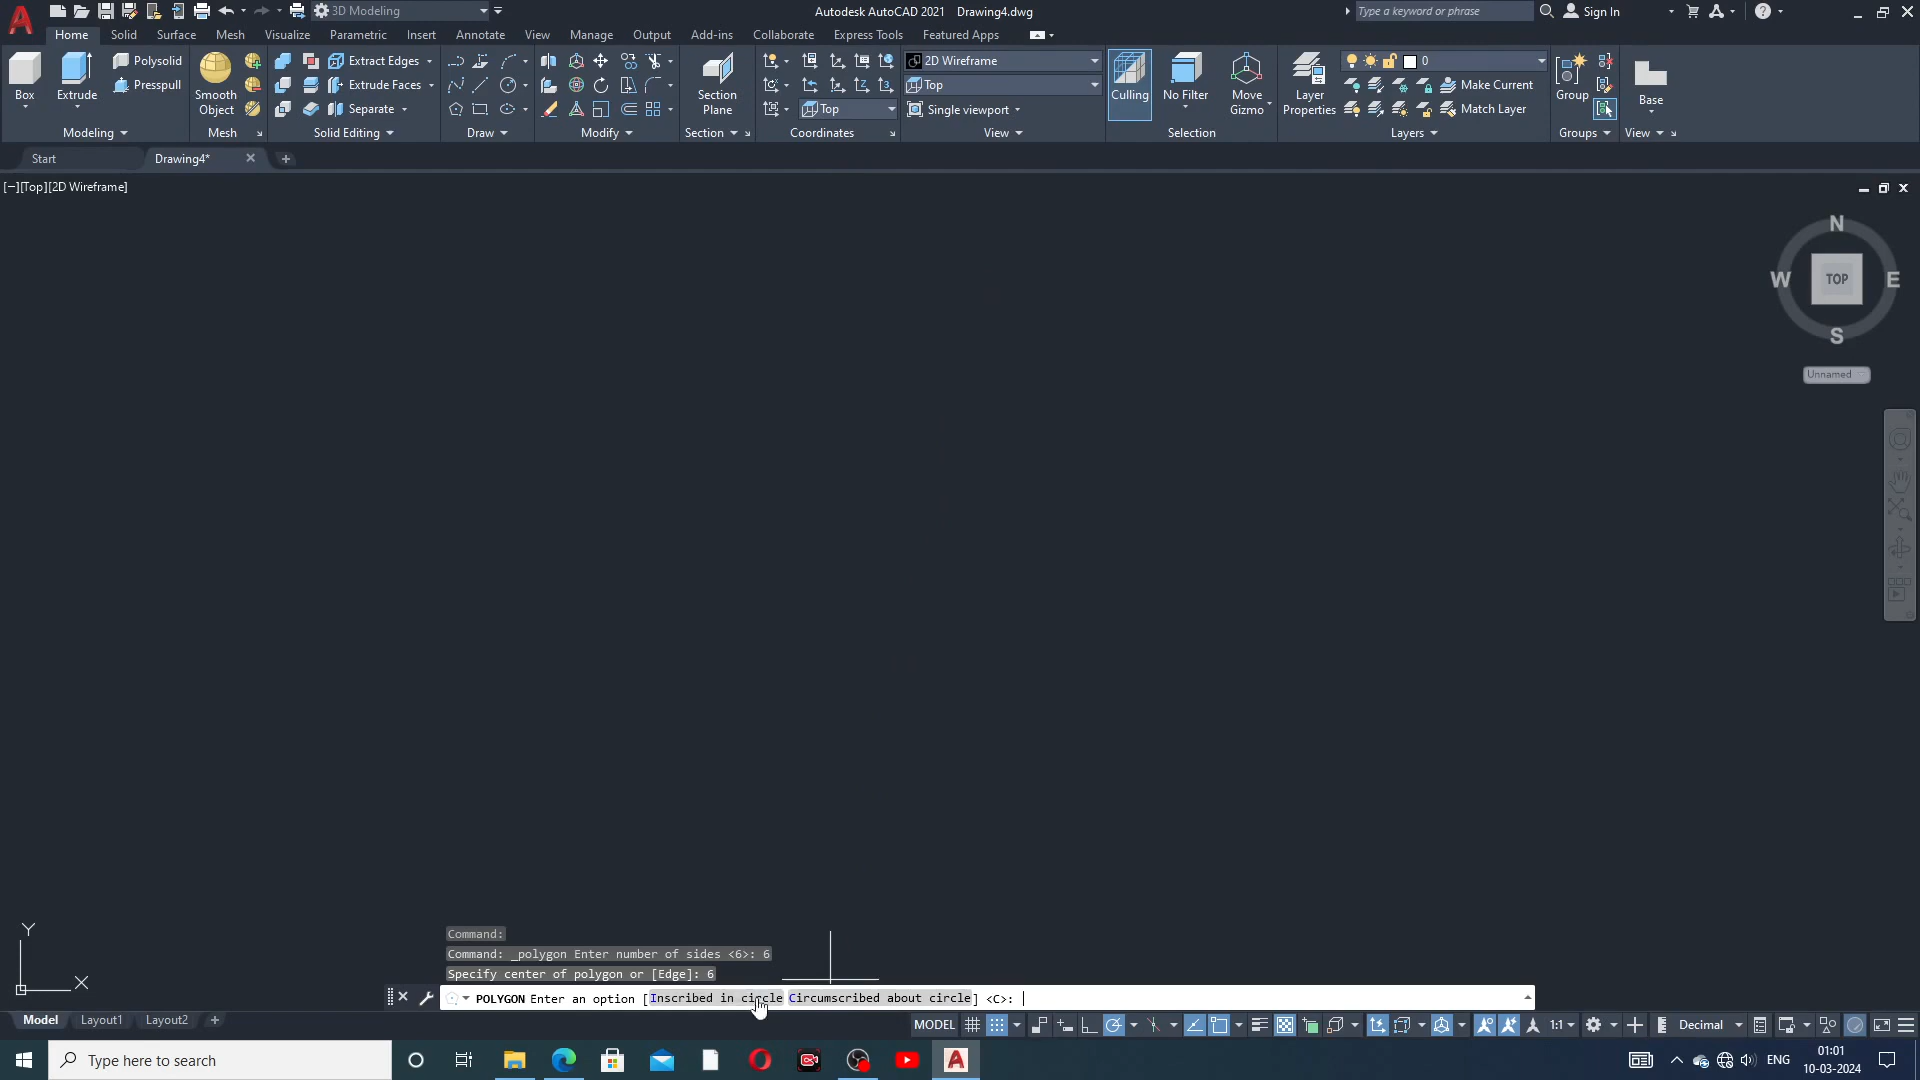 3D Modeling
Autodesk AutoCAD 2021 Drawing4.dwg
Type a keyword or phrase
Sign In
Home Solid Surface Mesh Visualize Parametric Insert Annotate View Manage Output Add-ins Collaborate Express Tools Featured Apps
Box
Extrude
Polysolid
Presspull
Modeling
Smooth
Object
Mesh
Extract Edges
Extrude Faces
Separate
Solid Editing
Draw
Modify
Section
Plane
Section
Top
Coordinates
2D Wireframe
Top
Single viewport
View
Culling
No Filter
Move
Gizmo
Selection
Layer
Properties
0
Make Current
Match Layer
Layers
Group
Groups
Base
View
Start
Drawing4*
[−][Top][2D Wireframe]
N
W TOP E
S
Unnamed
Y
X
Command:
Command: _polygon Enter number of sides <6>: 6
Specify center of polygon or [Edge]: 6
POLYGON Enter an option [Inscribed in circle Circumscribed about circle] <C>:
Model Layout1 Layout2
MODEL
1:1
Decimal
Type here to search
ENG
01:01
10-03-2024